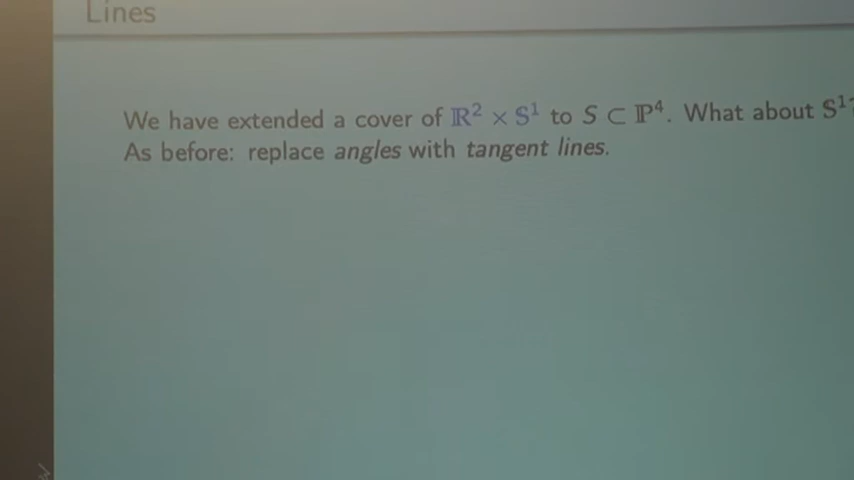 Lines
We have extended a cover of ℝ² × S¹ to S ⊂ ℙ⁴. What about S¹?
As before: replace angles with tangent lines.